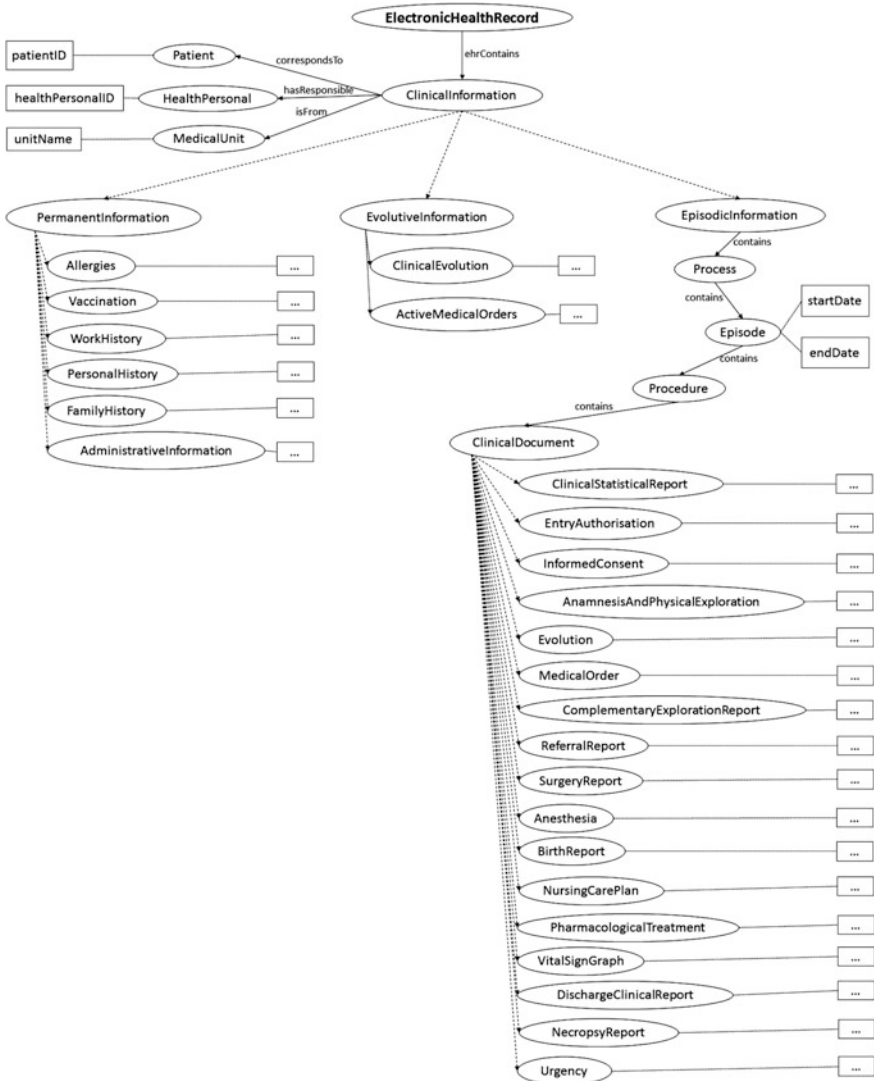 ElectronicHealthRecord
ehrContains
patientID
Patient
correspondsTo
healthPersonalID
HealthPersonal
hasResponsible
ClinicalInformation
isFrom
unitName
MedicalUnit
PermanentInformation
EvolutiveInformation
EpisodicInformation
contains
Allergies
...
ClinicalEvolution
...
Process
Vaccination
...
contains
startDate
ActiveMedicalOrders
...
WorkHistory
...
Episode
endDate
contains
PersonalHistory
...
Procedure
FamilyHistory
...
contains
AdministrativeInformation
...
ClinicalDocument
ClinicalStatisticalReport
...
EntryAuthorisation
...
InformedConsent
...
AnamnesisAndPhysicalExploration
...
Evolution
...
MedicalOrder
...
ComplementaryExplorationReport
...
ReferralReport
...
SurgeryReport
...
Anesthesia
...
BirthReport
...
NursingCarePlan
...
PharmacologicalTreatment
...
VitalSignGraph
...
DischargeClinicalReport
...
NecropsyReport
...
Urgency
...